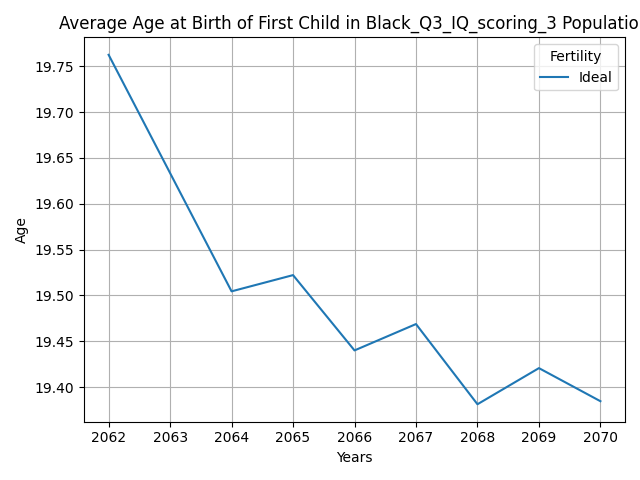 Average Age at Birth of First Child in Black_Q3_IQ_scoring_3 Populatio
Fertility
Ideal
19.75
19.70
19.65
19.60
19.55
19.50
19.45
19.40
Age
2062 2063 2064 2065 2066 2067 2068 2069 2070
Years